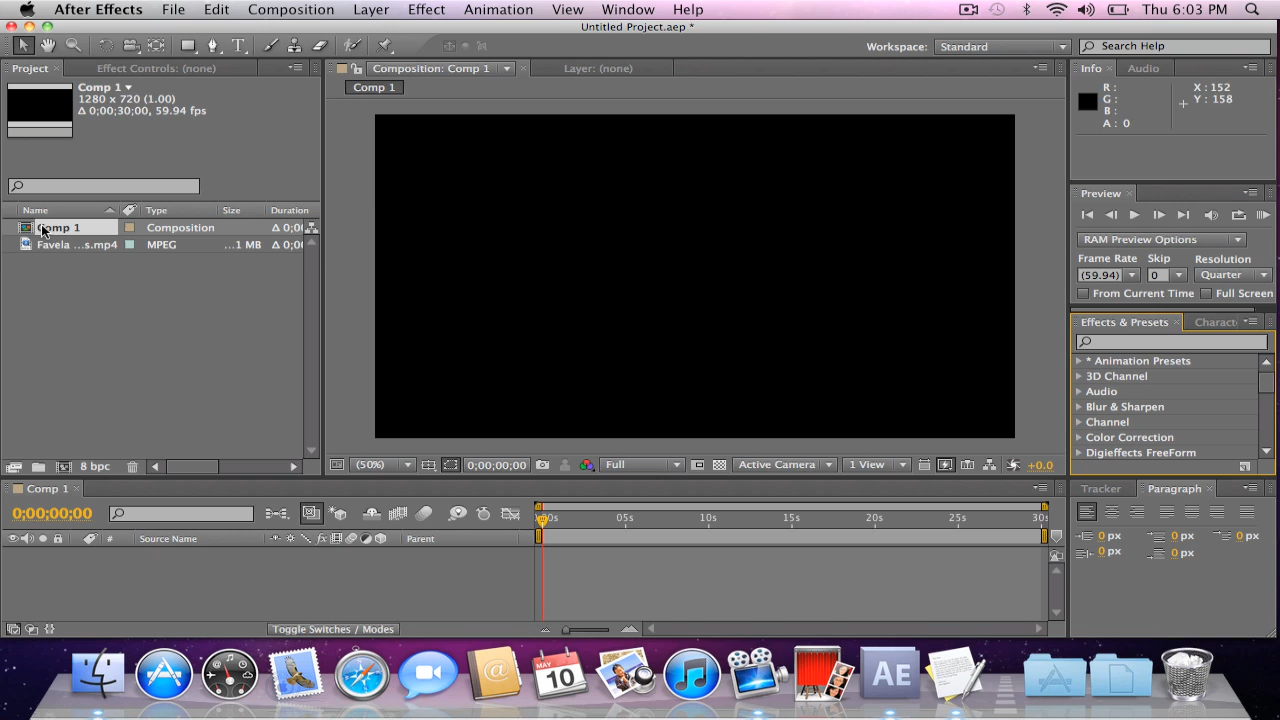 After Effects File Edit Composition Layer Effect Animation View Window Help Thu 6:03 PM
Untitled Project.aep *
Workspace: Standard Search Help
Project Effect Controls: (none) Composition: Comp 1 Layer: (none) Info Audio
Comp 1
1280 x 720 (1.00)
Δ 0;00;30;00, 59.94 fps
Comp 1
R :
G :
B :
A : 0
X : 152
Y : 158
Preview
RAM Preview Options
Frame Rate Skip Resolution
(59.94) 0 Quarter
From Current Time Full Screen
Name Type Size Duration
Comp 1 Composition Δ 0;00
Favela ...s.mp4 MPEG ...1 MB Δ 0;00
Effects & Presets Charact
* Animation Presets
3D Channel
Audio
Blur & Sharpen
Channel
Color Correction
Digieffects FreeForm
8 bpc
(50%) 0;00;00;00 Full Active Camera 1 View +0.0
Comp 1
0;00;00;00
00s 05s 10s 15s 20s 25s 30s
# Source Name fx Parent
Toggle Switches / Modes
Tracker Paragraph
0 px 0 px 0 px
0 px 0 px
MAY
10
AE